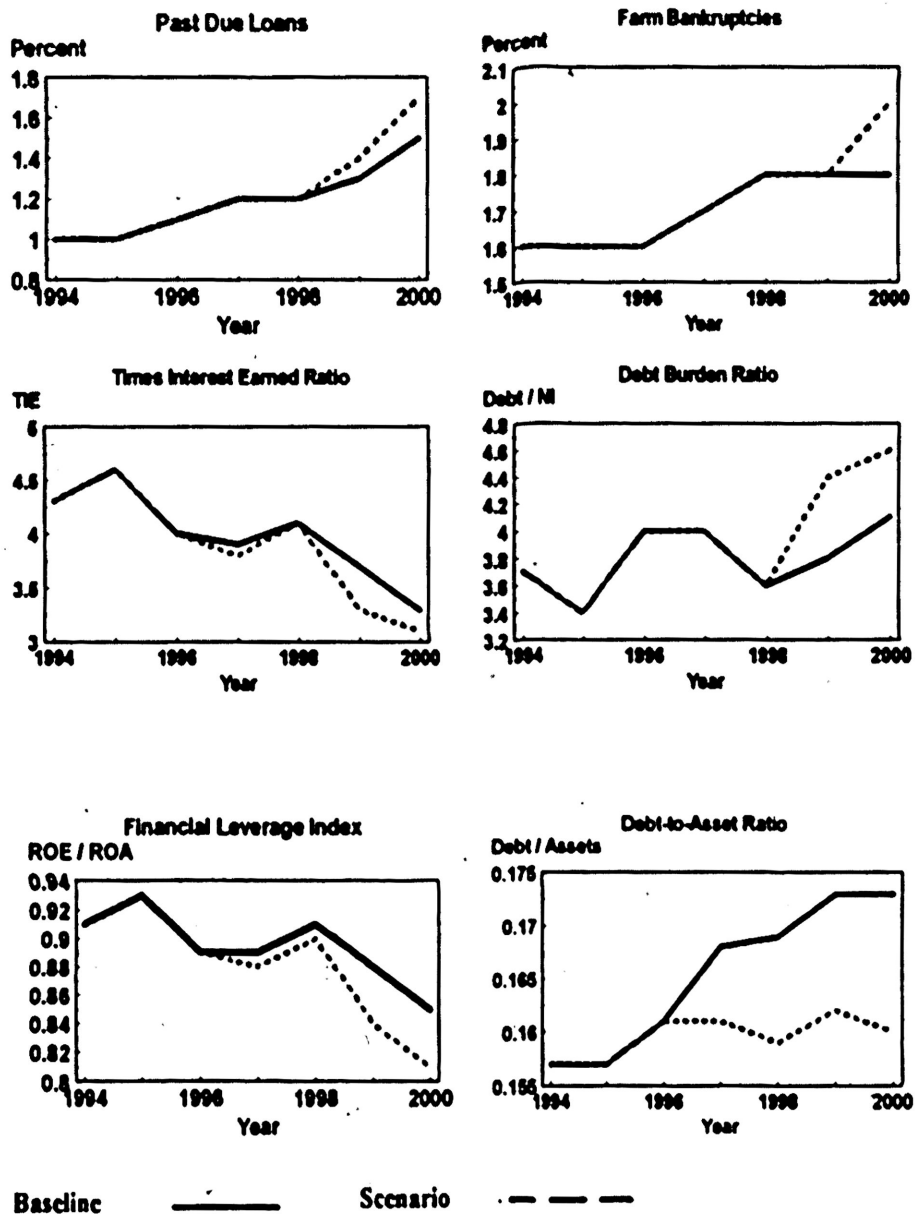 Past Due Loans
Percent
1.8
1.6
1.4
1.2
1
0.8
1994 1996 1998 2000
Year
Farm Bankruptcies
Percent
2.1
2
1.9
1.8
1.7
1.6
1.5
1994 1996 1998 2000
Year
Times Interest Earned Ratio
TIE
5
4.5
4
3.5
3
1994 1996 1998 2000
Year
Debt Burden Ratio
Debt / NI
4.8
4.6
4.4
4.2
4
3.8
3.6
3.4
3.2
1994 1996 1998 2000
Year
Financial Leverage Index
ROE / ROA
0.94
0.92
0.9
0.88
0.86
0.84
0.82
0.8
1994 1996 1998 2000
Year
Debt-to-Asset Ratio
Debt / Assets
0.175
0.17
0.165
0.16
0.155
1994 1996 1998 2000
Year
Baseline Scenario